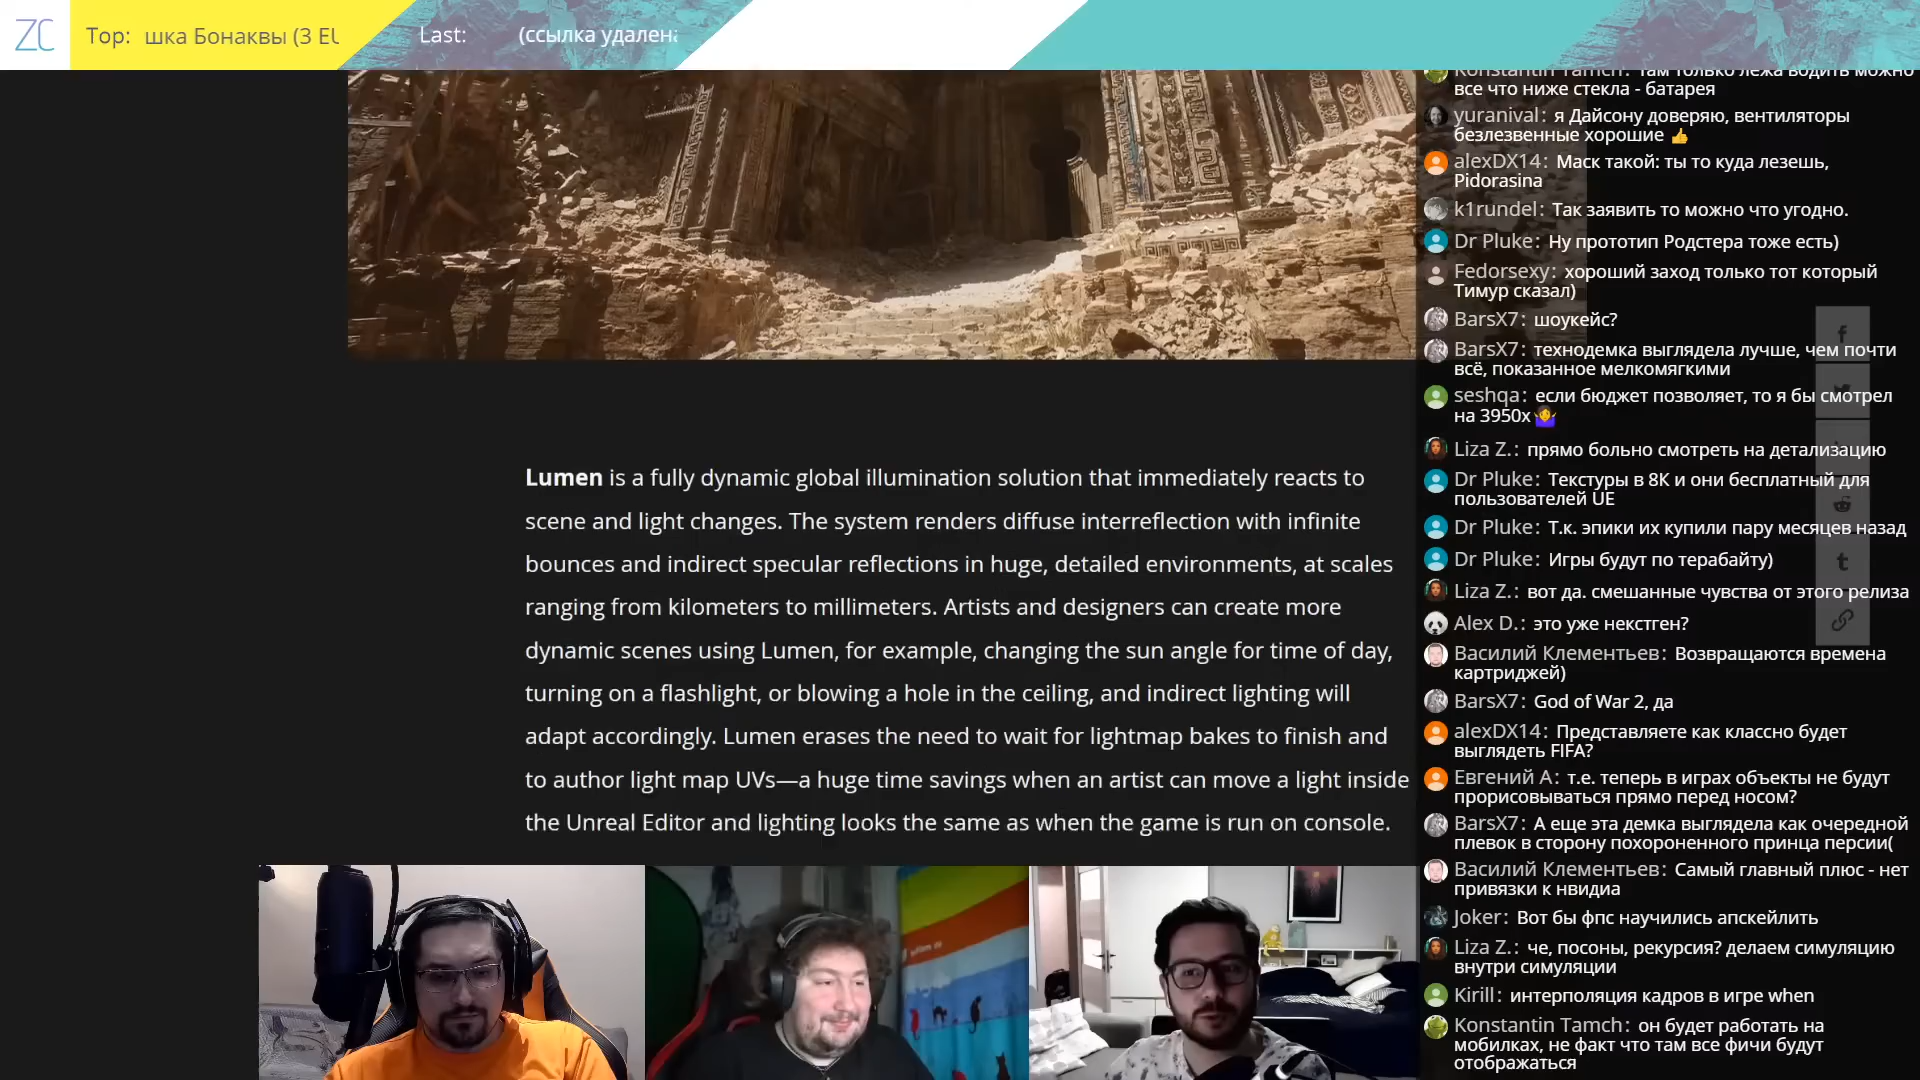 ZC
Top: шка Бонаквы (3 EU
Last: (ссылка удалена
Lumen is a fully dynamic global illumination solution that immediately reacts to
scene and light changes. The system renders diffuse interreflection with infinite
bounces and indirect specular reflections in huge, detailed environments, at scales
ranging from kilometers to millimeters. Artists and designers can create more
dynamic scenes using Lumen, for example, changing the sun angle for time of day,
turning on a flashlight, or blowing a hole in the ceiling, and indirect lighting will
adapt accordingly. Lumen erases the need to wait for lightmap bakes to finish and
to author light map UVs—a huge time savings when an artist can move a light inside
the Unreal Editor and lighting looks the same as when the game is run on console.
Konstantin Tamch: там только лежа водить можно
все что ниже стекла - батарея
yuranival: я Дайсону доверяю, вентиляторы
безлезвенные хорошие 👍
alexDX14: Маск такой: ты то куда лезешь,
Pidorasina
k1rundel: Так заявить то можно что угодно.
Dr Pluke: Ну прототип Родстера тоже есть)
Fedorsexy: хороший заход только тот который
Тимур сказал)
BarsX7: шоукейс?
BarsX7: технодемка выглядела лучше, чем почти
всё, показанное мелкомягкими
seshqa: если бюджет позволяет, то я бы смотрел
на 3950x 🤷‍♀️
Liza Z.: прямо больно смотреть на детализацию
Dr Pluke: Текстуры в 8К и они бесплатный для
пользователей UE
Dr Pluke: Т.к. эпики их купили пару месяцев назад
Dr Pluke: Игры будут по терабайту)
Liza Z.: вот да. смешанные чувства от этого релиза
Alex D.: это уже некстген?
Василий Клементьев: Возвращаются времена
картриджей)
BarsX7: God of War 2, да
alexDX14: Представляете как классно будет
выглядеть FIFA?
Евгений А: т.е. теперь в играх объекты не будут
прорисовываться прямо перед носом?
BarsX7: А еще эта демка выглядела как очередной
плевок в сторону похороненного принца персии(
Василий Клементьев: Самый главный плюс - нет
привязки к нвидиа
Joker: Вот бы фпс научились апскейлить
Liza Z.: че, посоны, рекурсия? делаем симуляцию
внутри симуляции
Kirill: интерполяция кадров в игре when
Konstantin Tamch: он будет работать на
мобилках, не факт что там все фичи будут
отображаться